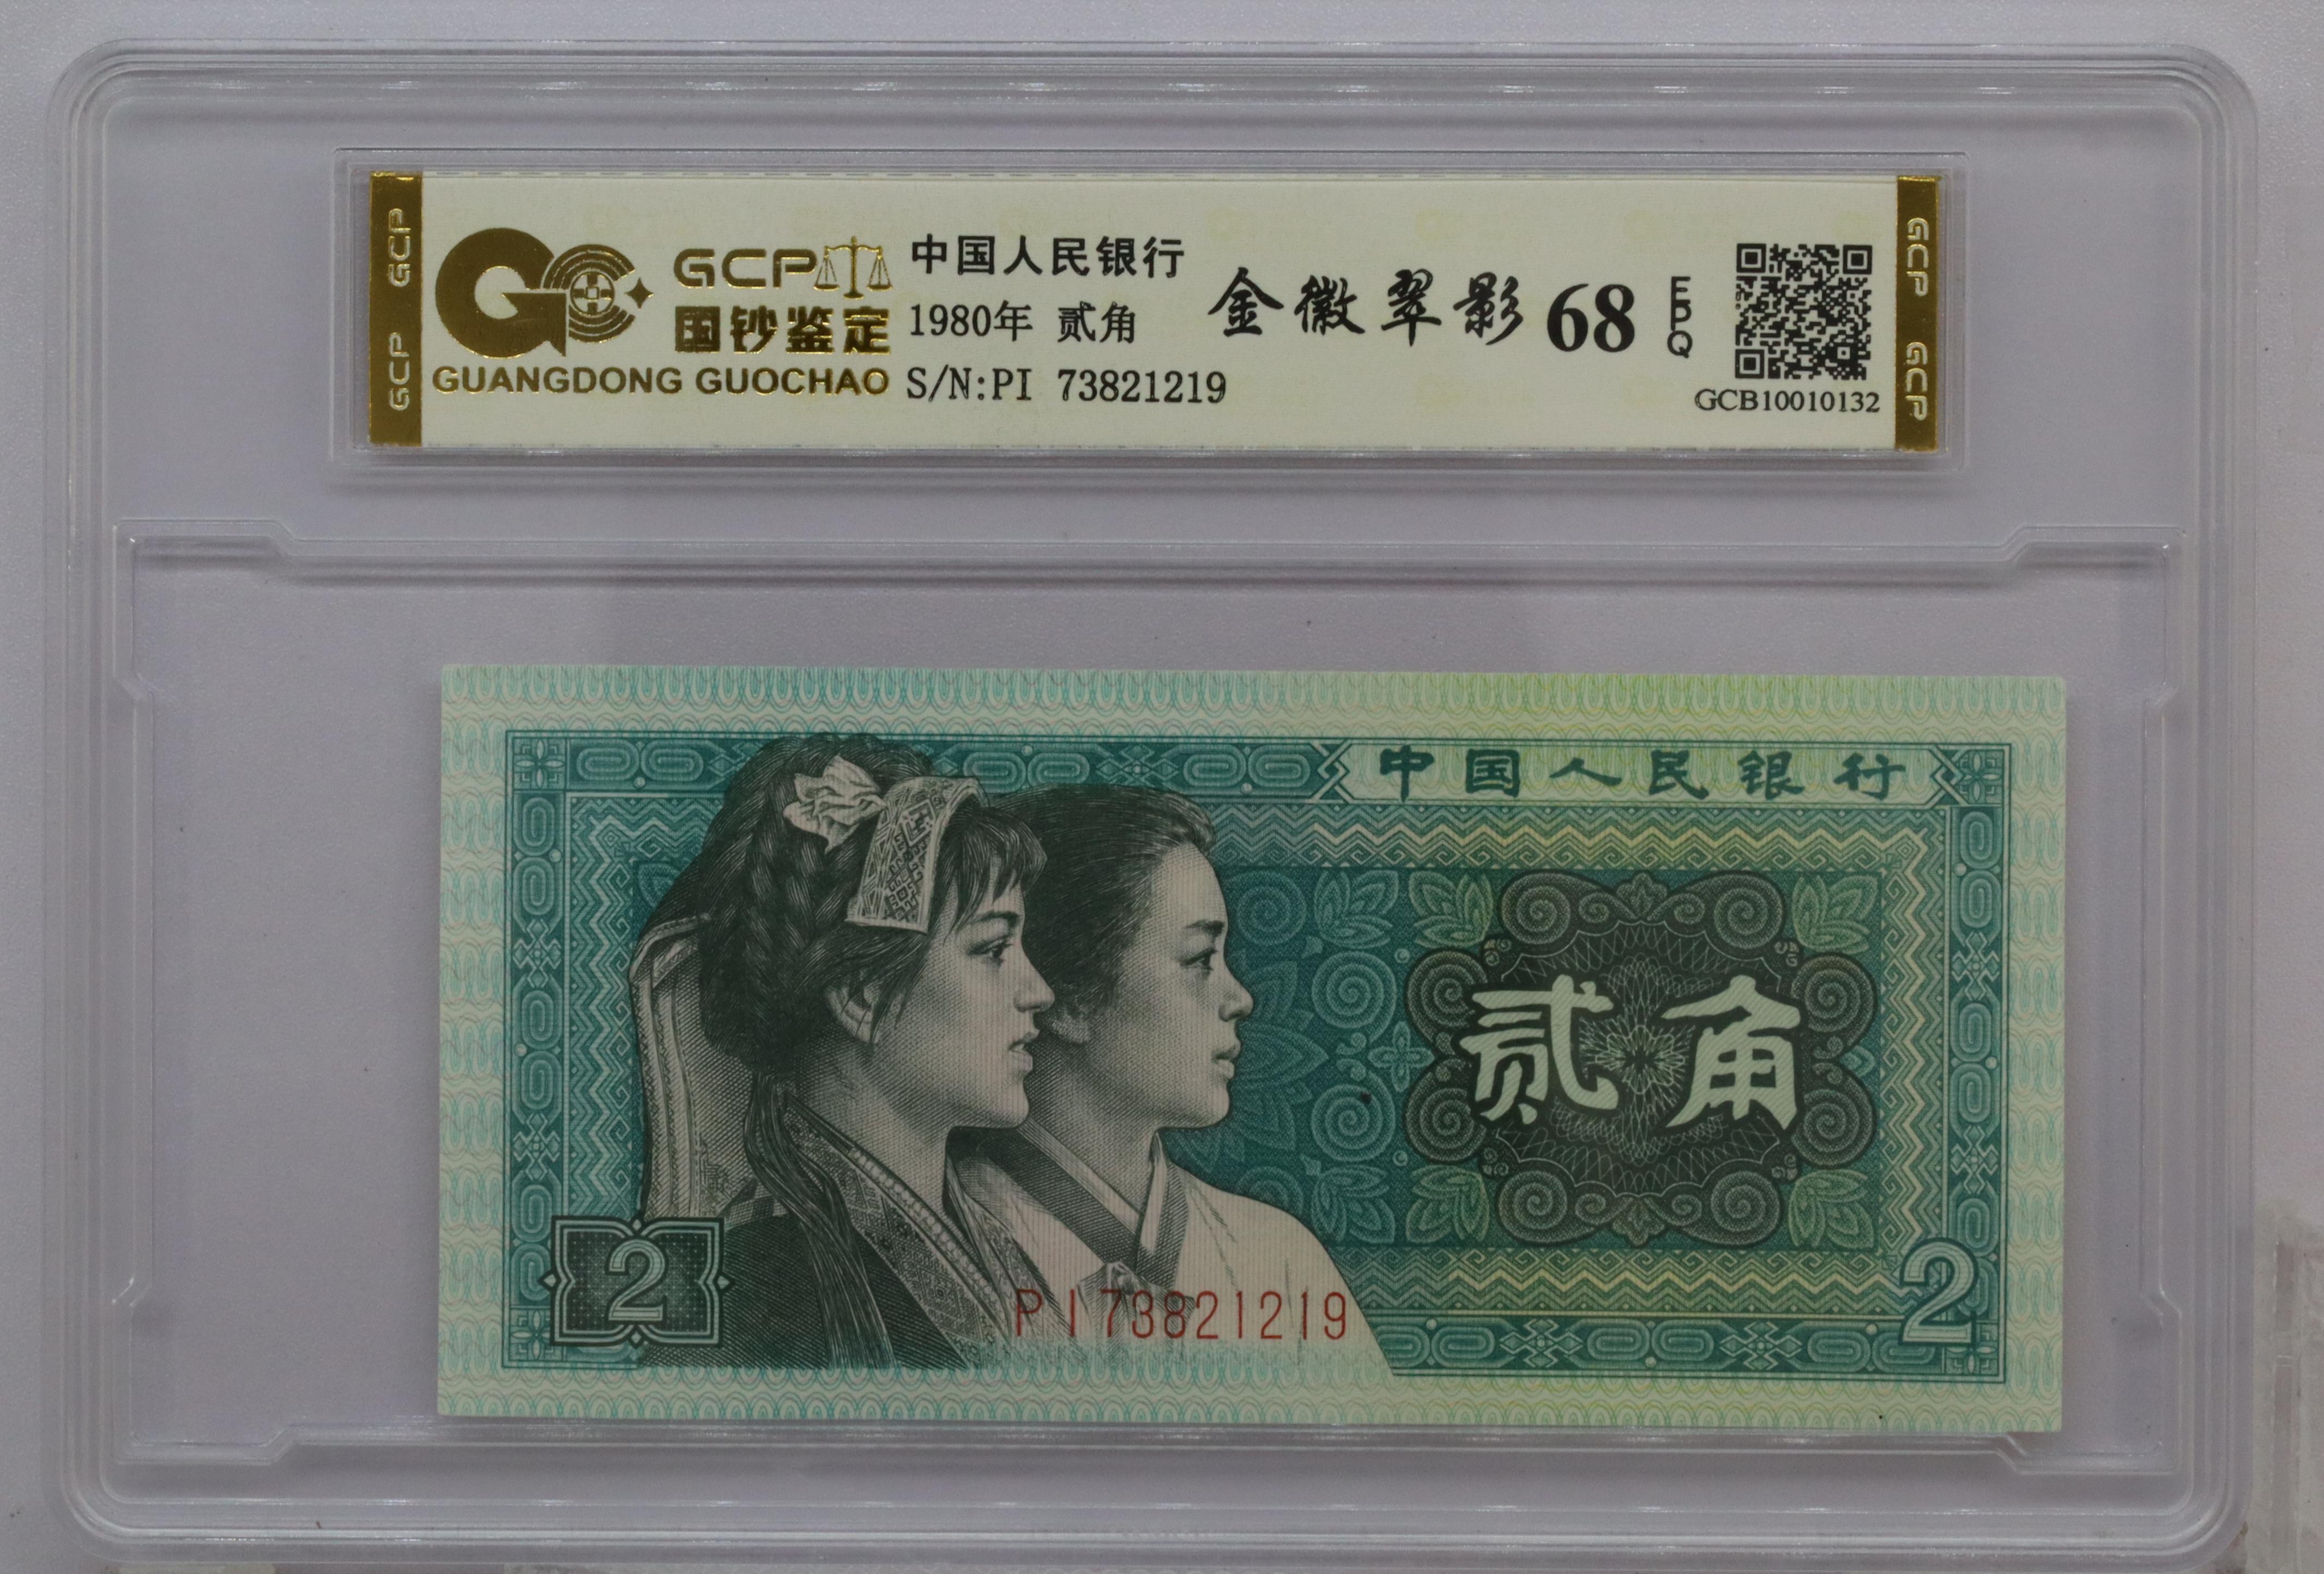 GCP GCP
GCP
国钞鉴定
GUANGDONG GUOCHAO
中国人民银行
1980年 贰角
S/N:PI 73821219
金徽翠影 68 EPQ
GCB10010132
GCP GCP
中国人民银行
贰角
2
PI73821219
2